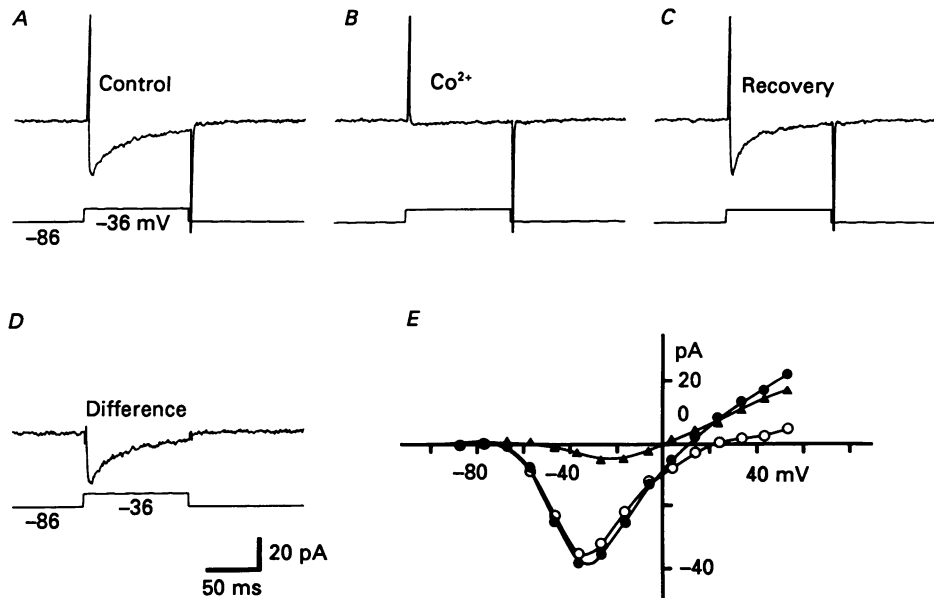 A
Control
−36 mV
−86
B
Co²⁺
C
Recovery
D
Difference
−86
−36
20 pA
50 ms
E
pA
20
0
−80
−40
40 mV
−40